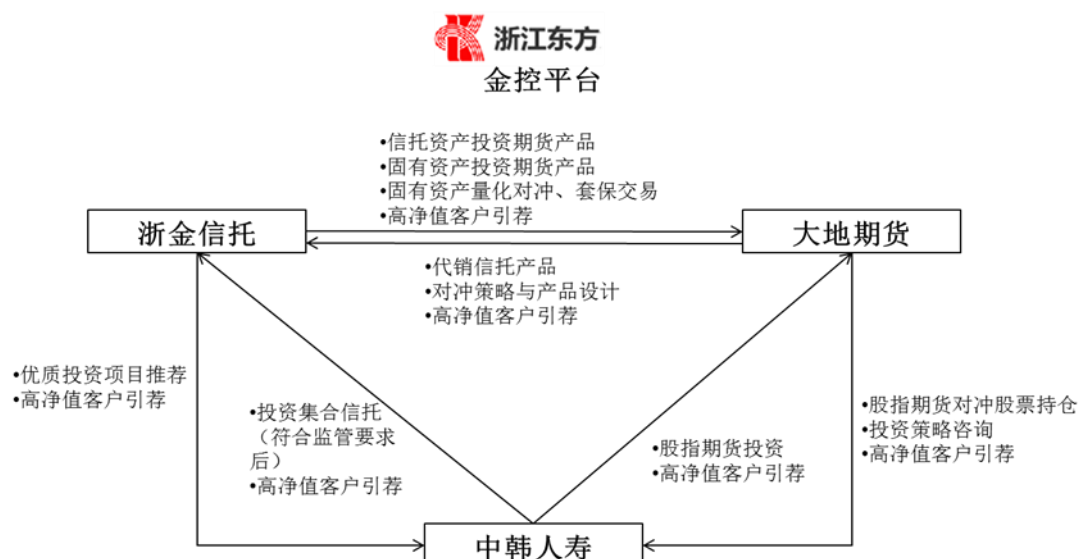 浙江东方
金控平台
•信托资产投资期货产品
•固有资产投资期货产品
•固有资产量化对冲、套保交易
•高净值客户引荐
浙金信托
大地期货
•代销信托产品
•对冲策略与产品设计
•高净值客户引荐
•优质投资项目推荐
•高净值客户引荐
•投资集合信托
（符合监管要求
后）
•高净值客户引荐
•股指期货投资
•高净值客户引荐
•股指期货对冲股票持仓
•投资策略咨询
•高净值客户引荐
中韩人寿